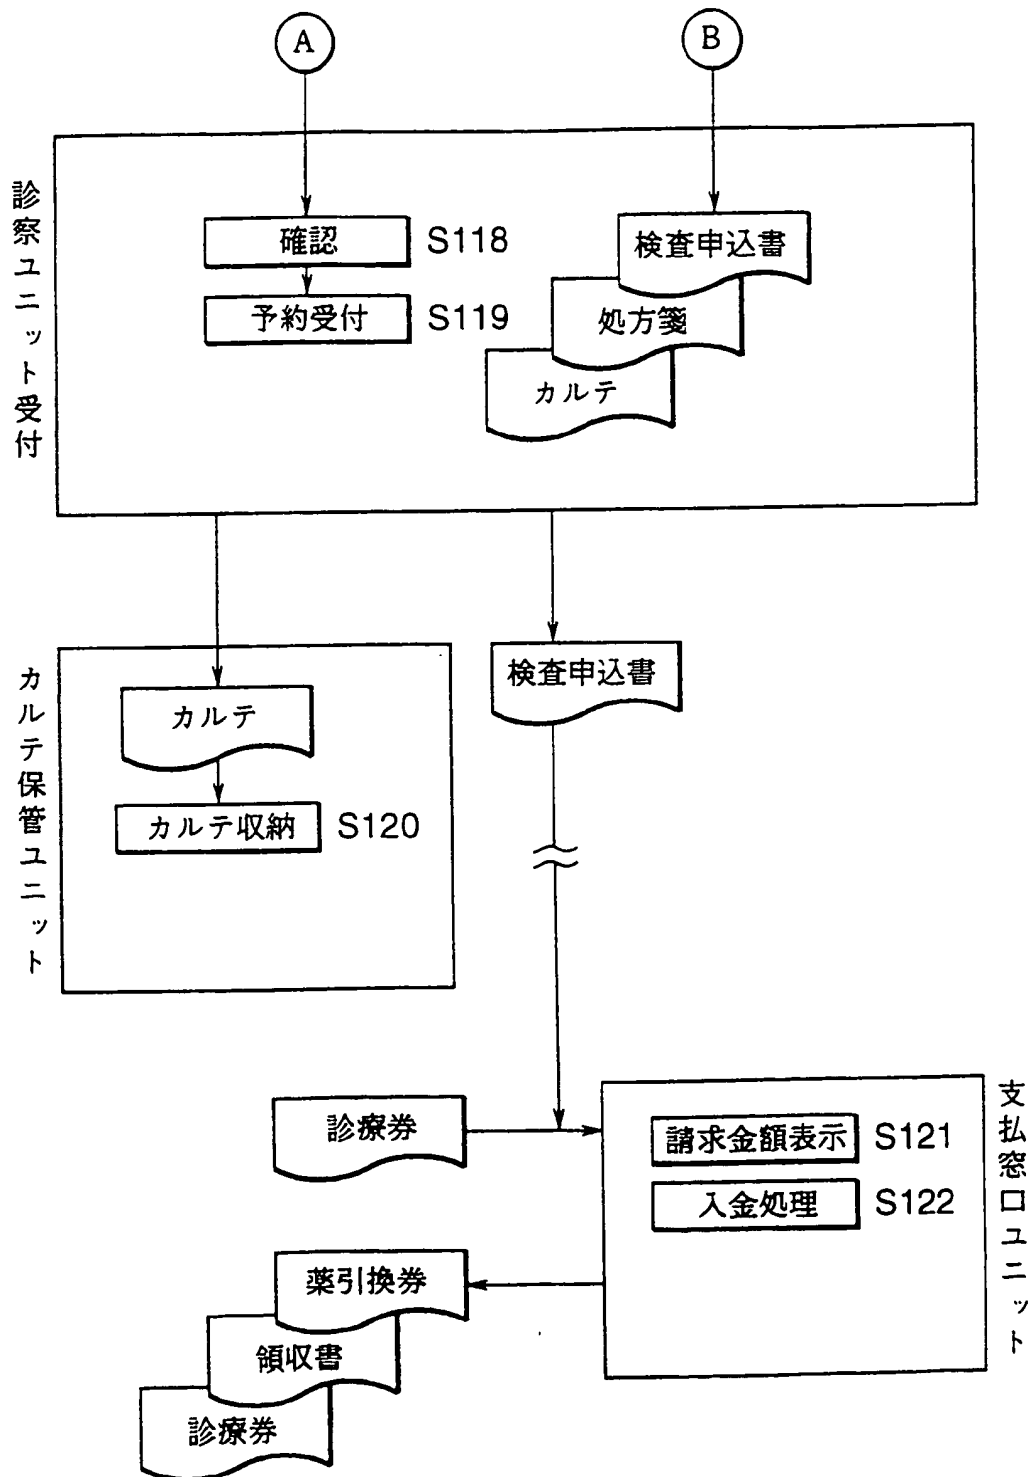 A
B
診察ユニット受付
確認 S118
予約受付 S119
検査申込書
処方箋
カルテ
カルテ保管ユニット
カルテ
カルテ収納 S120
検査申込書
診療券
支払窓口ユニット
請求金額表示 S121
入金処理 S122
薬引換券
領収書
診療券